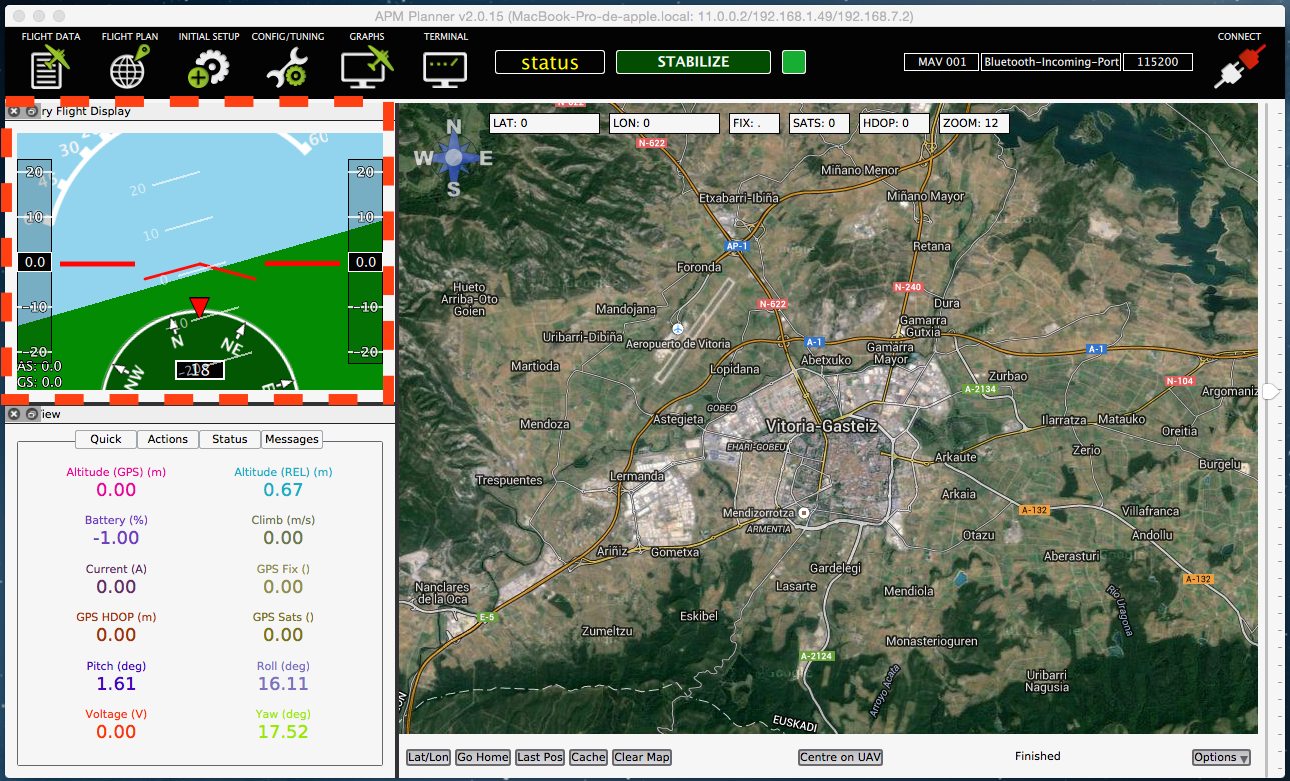 APM Planner v2.0.15 (MacBook-Pro-de-apple.local: 11.0.0.2/192.168.1.49/192.168.7.2)
FLIGHT DATA FLIGHT PLAN INITIAL SETUP CONFIG/TUNING GRAPHS TERMINAL CONNECT
status STABILIZE MAV 001 Bluetooth-Incoming-Port 115200
ry Flight Display
30 60
20 20 20
10 10 10
0.0 0 0.0
-10 -10 -10
-20 -20
N NE
NW E
18
AS: 0.0
GS: 0.0
iew
Quick Actions Status Messages
Altitude (GPS) (m) Altitude (REL) (m)
0.00 0.67
Battery (%) Climb (m/s)
-1.00 0.00
Current (A) GPS Fix ()
0.00 0.00
GPS HDOP (m) GPS Sats ()
0.00 0.00
Pitch (deg) Roll (deg)
1.61 16.11
Voltage (V) Yaw (deg)
0.00 17.52
N-622
LAT: 0 LON: 0 FIX: . SATS: 0 HDOP: 0 ZOOM: 12
N
W E
S
N-622
Miñano Menor
Etxabarri-Ibiña
Miñano Mayor
AP-1
Retana
Foronda
Hueto
Arriba-Oto
Goien
N-240
Mandojana
N-622
Dura
Gamarra
Gutxia
Uribarri-Dibiña
Aeropuerto de Vitoria
A-1
Gamarra
Mayor
A-1
Abetxuko
Martioda
Lopidana
Zurbao
N-104
A-2134
Argomaniz
GOBEO
Astegieta
Mendoza
Vitoria-Gasteiz
Ilarratza
Matauko
Oreitia
EHARI-GOBEU
Zerio
Arkaute
Burgelu
Trespuentes
Lermanda
Arkaia
Mendizorrotza
ARMENTIA
A-132
Villafranca
Otazu
Andollu
Ariñiz
Gometxa
Aberasturi
Gardelegi
A-132
Nanclares
de la Oca
Lasarte
Mendiola
Rio Uragona
E-5
Eskibel
Zumeltzu
Monasterioguren
A-2124
Arroyo Acata
Uribarri
Nagusia
EUSKADI
Lat/Lon Go Home Last Pos Cache Clear Map Centre on UAV Finished Options